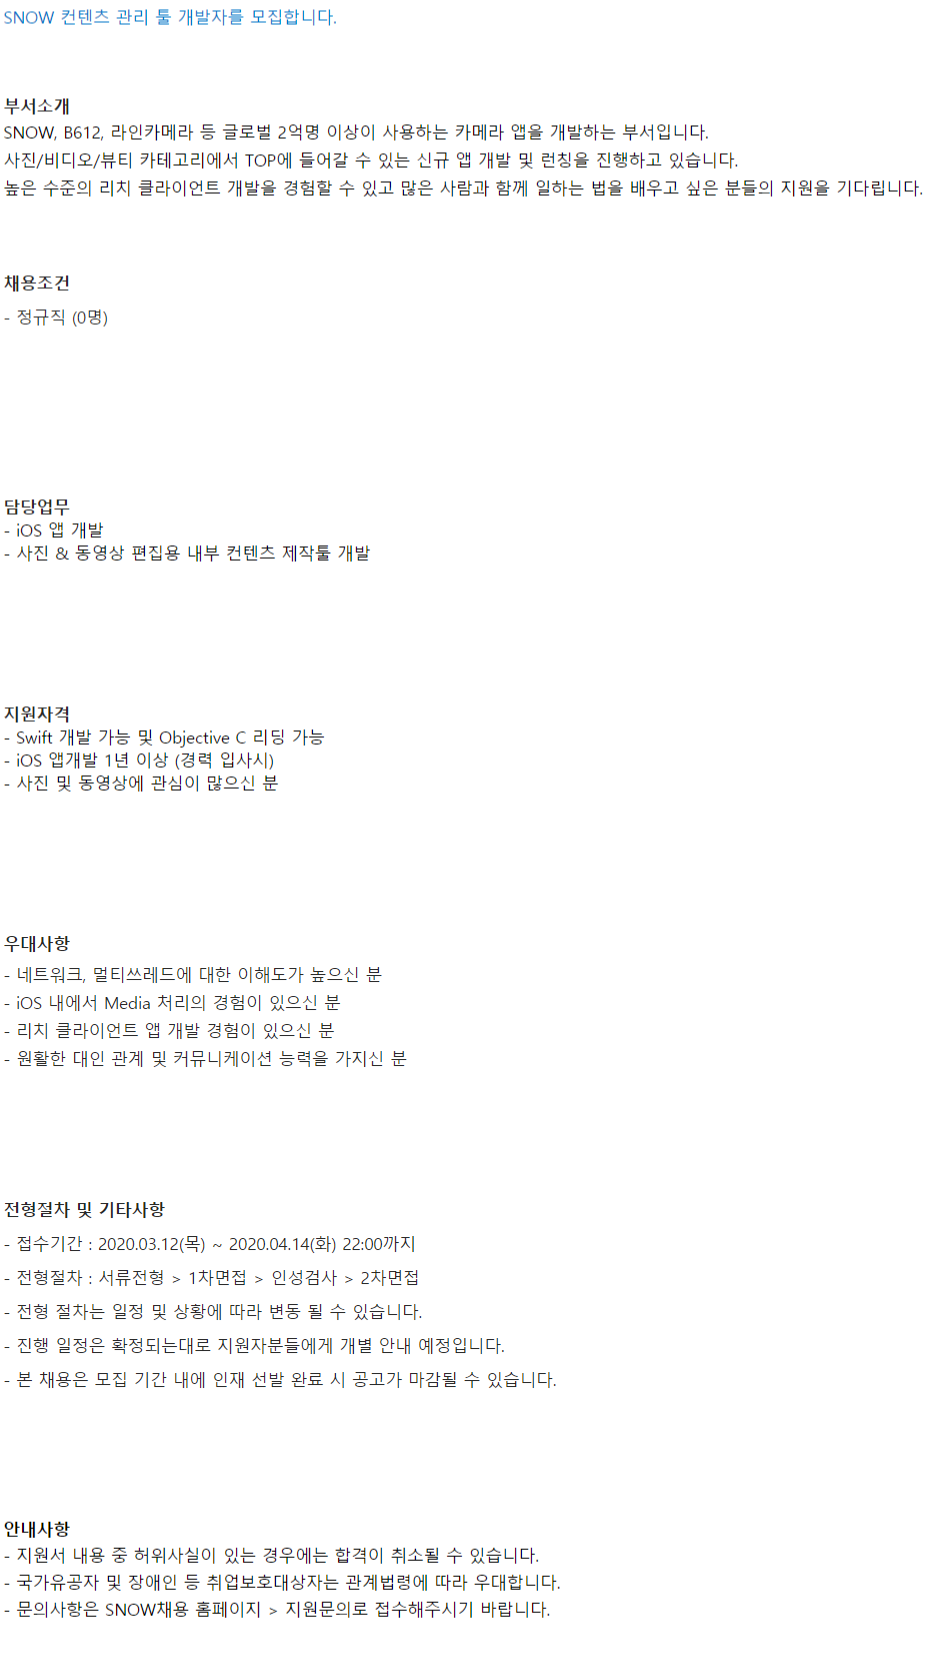 SNOW 컨텐츠 관리 툴 개발자를 모집합니다.
부서소개
SNOW, B612, 라인카메라 등 글로벌 2억명 이상이 사용하는 카메라 앱을 개발하는 부서입니다.
사진/비디오/뷰티 카테고리에서 TOP에 들어갈 수 있는 신규 앱 개발 및 런칭을 진행하고 있습니다.
높은 수준의 리치 클라이언트 개발을 경험할 수 있고 많은 사람과 함께 일하는 법을 배우고 싶은 분들의 지원을 기다립니다.
채용조건
- 정규직 (0명)
담당업무
- iOS 앱 개발
- 사진 & 동영상 편집용 내부 컨텐츠 제작툴 개발
지원자격
- Swift 개발 가능 및 Objective C 리딩 가능
- iOS 앱개발 1년 이상 (경력 입사시)
- 사진 및 동영상에 관심이 많으신 분
우대사항
- 네트워크, 멀티쓰레드에 대한 이해도가 높으신 분
- iOS 내에서 Media 처리의 경험이 있으신 분
- 리치 클라이언트 앱 개발 경험이 있으신 분
- 원활한 대인 관계 및 커뮤니케이션 능력을 가지신 분
전형절차 및 기타사항
- 접수기간 : 2020.03.12(목) ~ 2020.04.14(화) 22:00까지
- 전형절차 : 서류전형 > 1차면접 > 인성검사 > 2차면접
- 전형 절차는 일정 및 상황에 따라 변동 될 수 있습니다.
- 진행 일정은 확정되는대로 지원자분들에게 개별 안내 예정입니다.
- 본 채용은 모집 기간 내에 인재 선발 완료 시 공고가 마감될 수 있습니다.
안내사항
- 지원서 내용 중 허위사실이 있는 경우에는 합격이 취소될 수 있습니다.
- 국가유공자 및 장애인 등 취업보호대상자는 관계법령에 따라 우대합니다.
- 문의사항은 SNOW채용 홈페이지 > 지원문의로 접수해주시기 바랍니다.